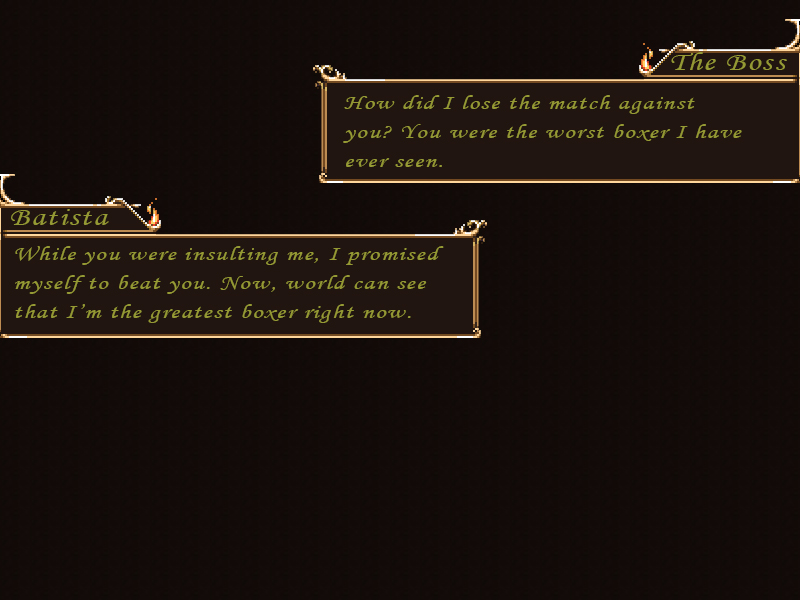 The Boss
How did I lose the match against
you? You were the worst boxer I have
ever seen.
Batista
While you were insulting me, I promised
myself to beat you. Now, world can see
that I'm the greatest boxer right now.